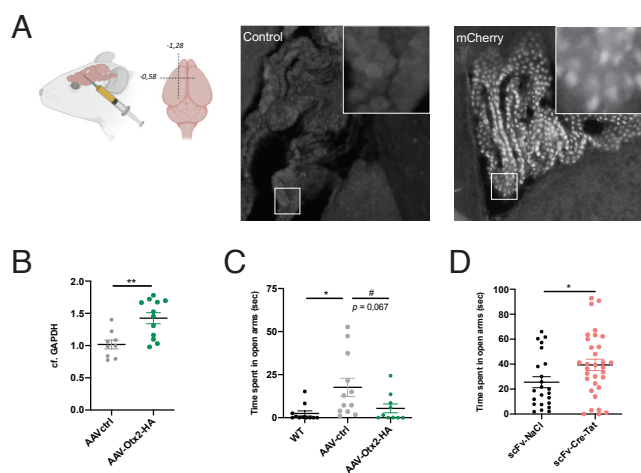 A
-1,28
-0,58
Control
mCherry
B
**
cf. GAPDH
2.0
1.5
1.0
0.5
0.0
AAVctrl
AAV-Otx2-HA
C
*
#
p = 0,067
Time spent in open arms (sec)
75
50
25
0
WT
AAV-ctrl
AAV-Otx2-HA
D
*
Time spent in open arms (sec)
100
80
60
40
20
0
scFv-NaCl
scFv-Cre-Tat